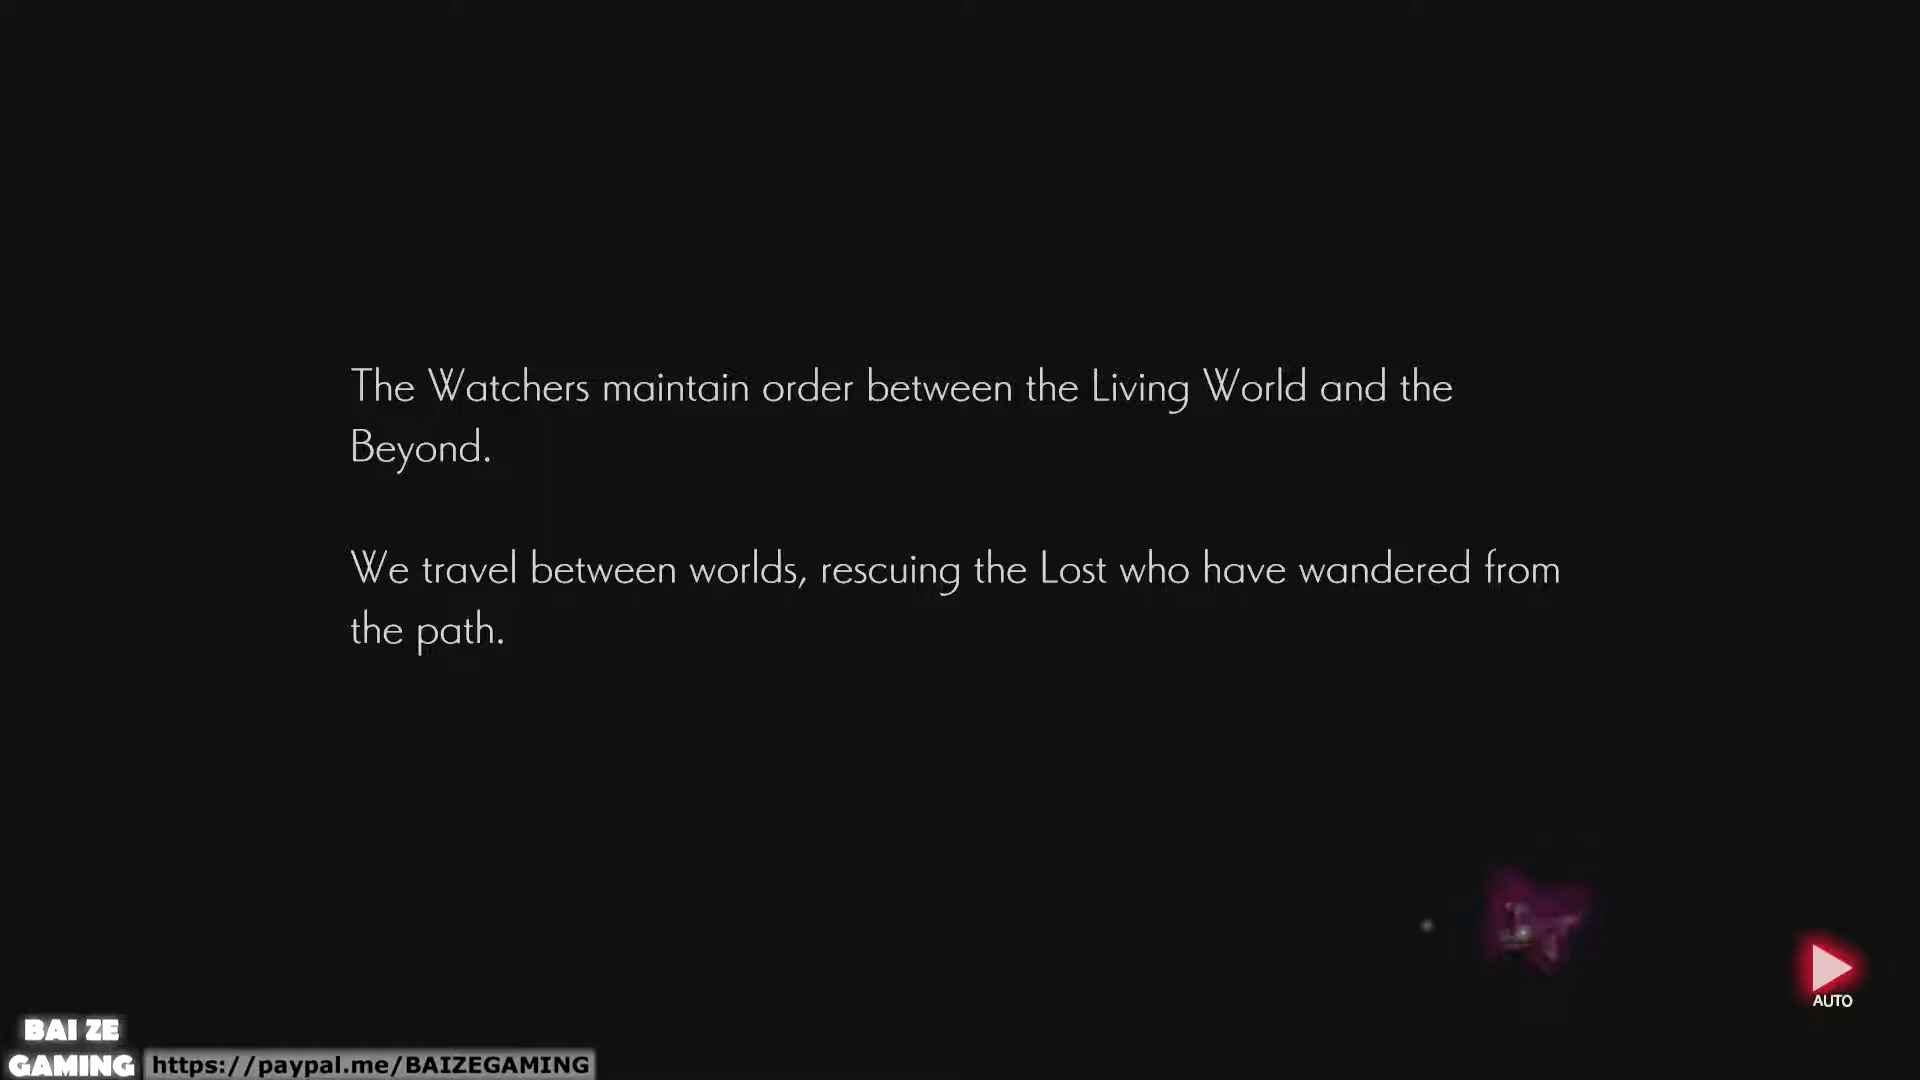 The Watchers maintain order between the Living World and the
Beyond.
We travel between worlds, rescuing the Lost who have wandered from
the path.
AUTO
BAI ZE
GAMING
https://paypal.me/BAIZEGAMING